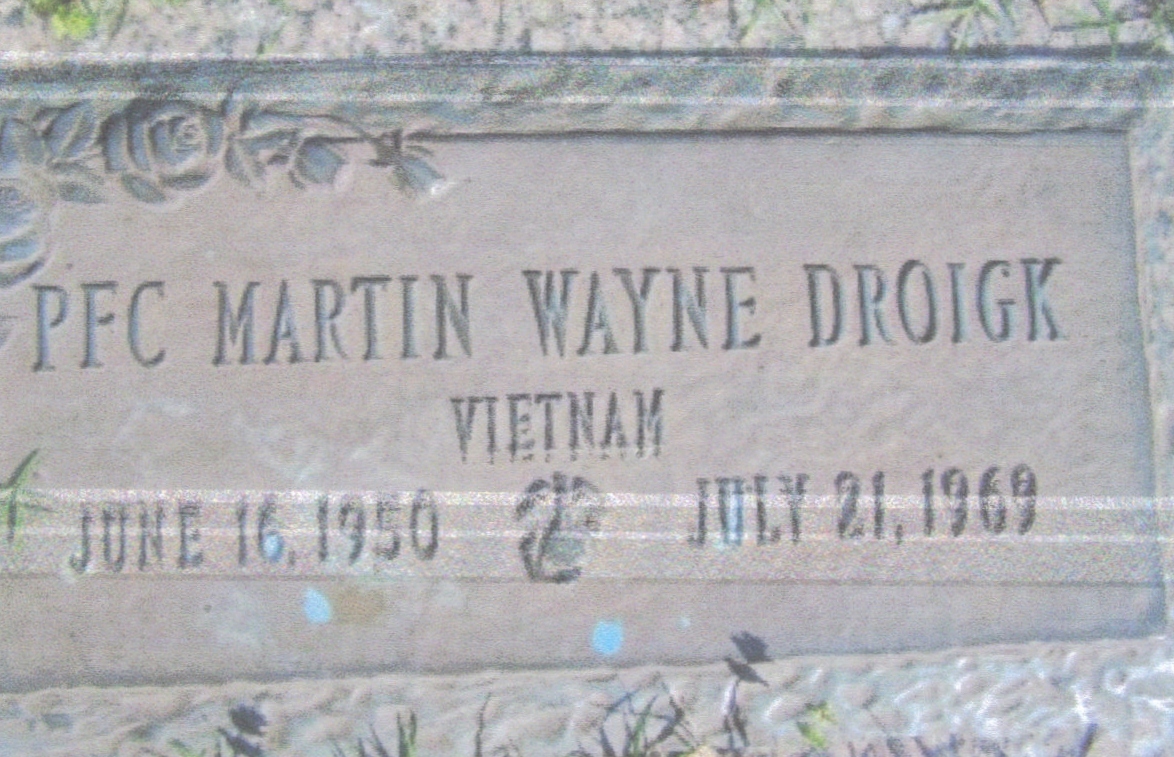 PFC MARTIN WAYNE DROIGK
VIETNAM
JUNE 16, 1950 JULY 21, 1969